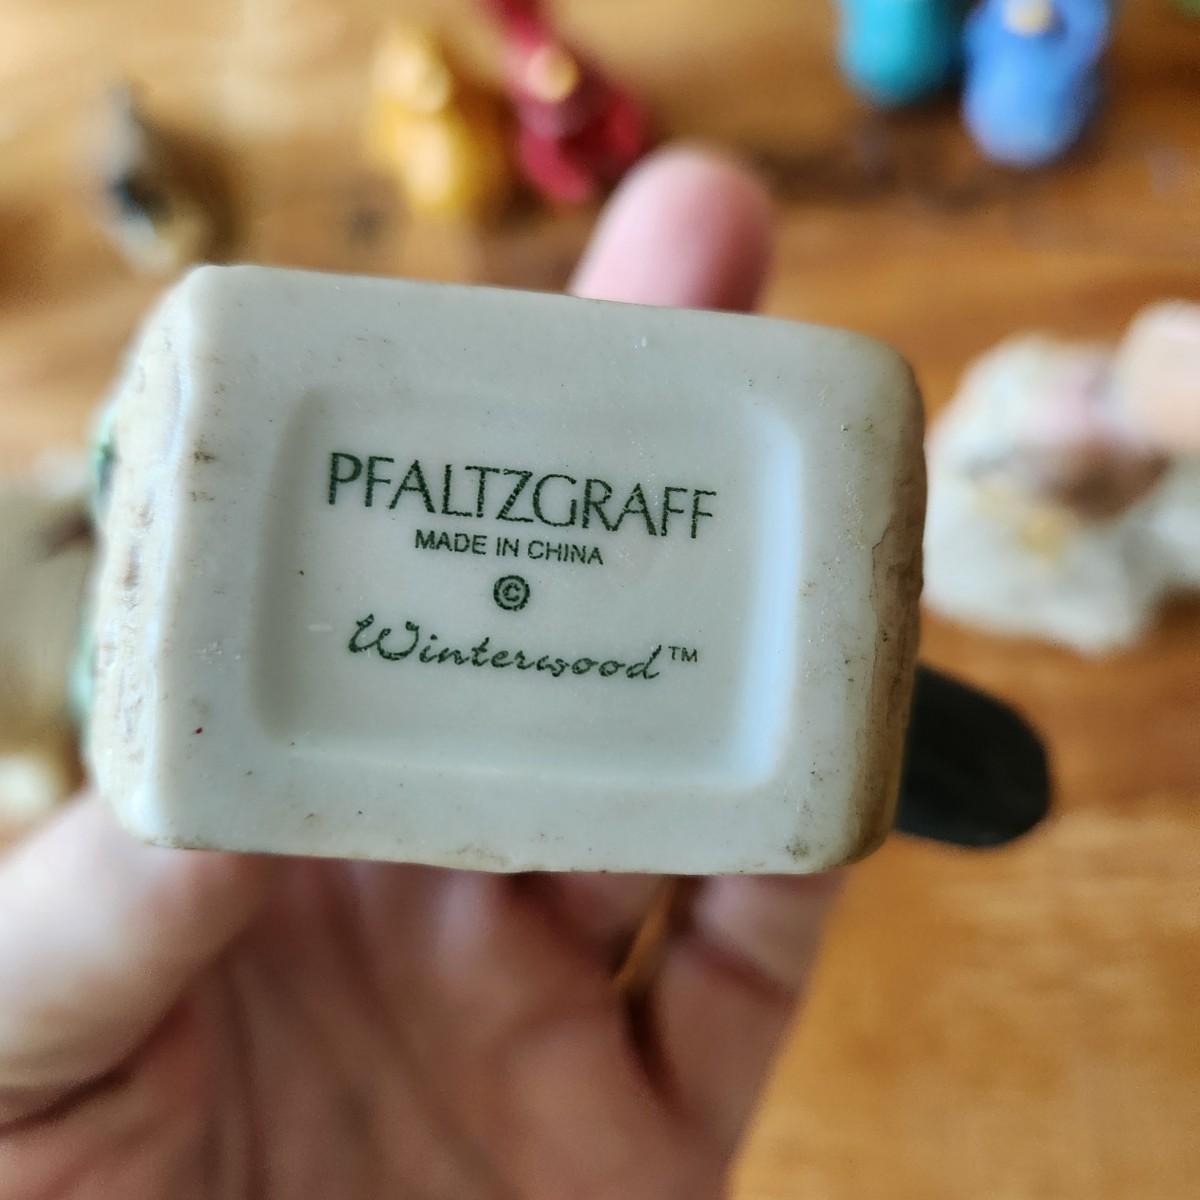 PFALTZGRAFF
MADE IN CHINA
©
Winterwood™